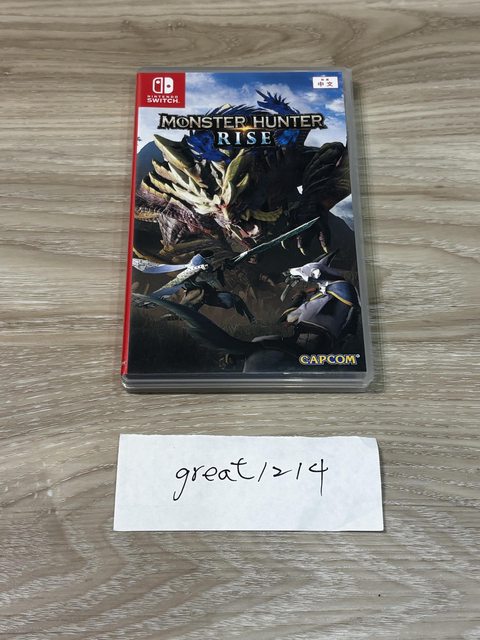 NINTENDO
SWITCH
中文
MONSTER HUNTER
RISE
CAPCOM
great1214